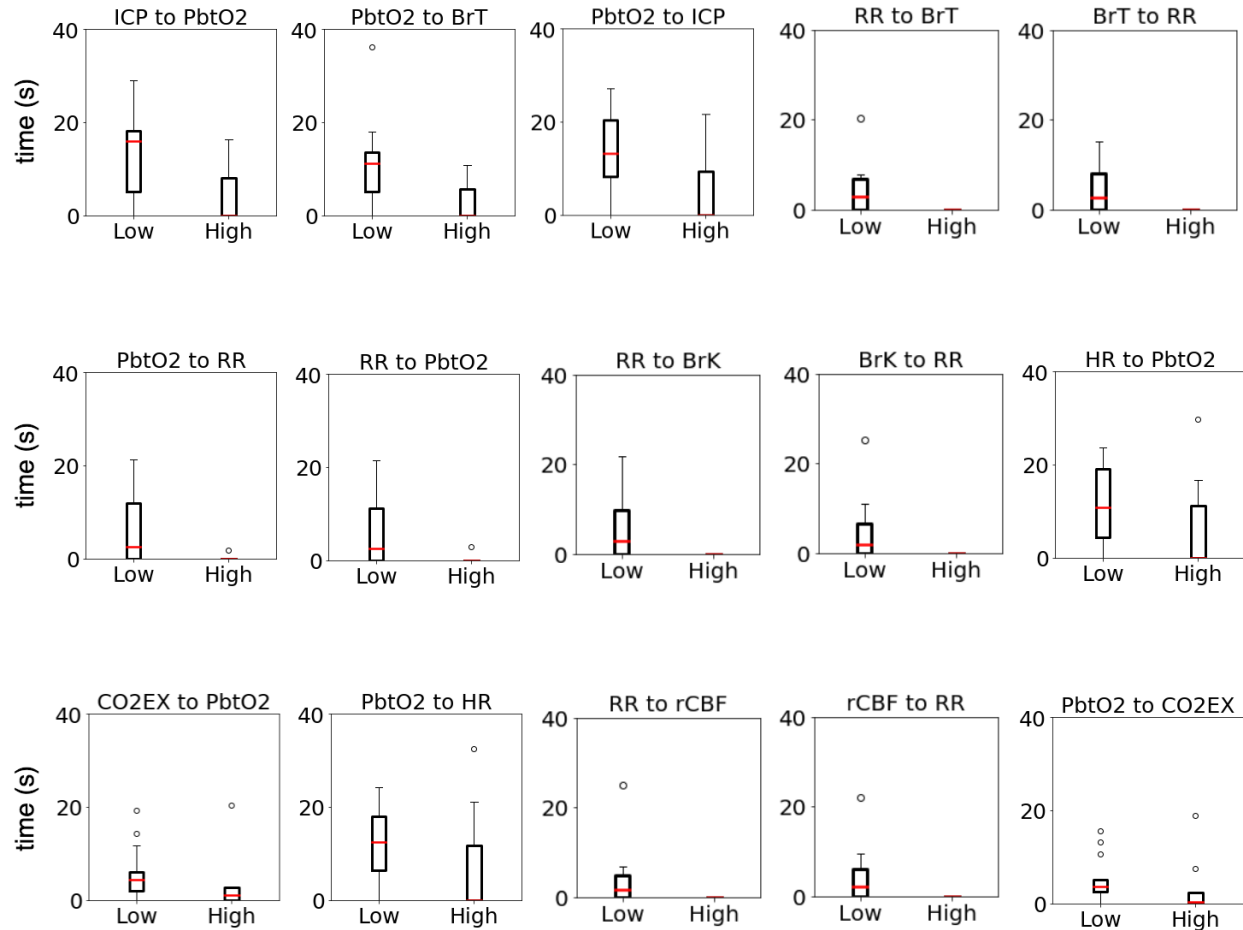 ICP to PbtO2
PbtO2 to BrT
PbtO2 to ICP
RR to BrT
BrT to RR
time (s)
40
20
0
Low High
40
20
0
Low High
40
20
0
Low High
40
20
0
Low High
40
20
0
Low High
PbtO2 to RR
RR to PbtO2
RR to BrK
BrK to RR
HR to PbtO2
time (s)
40
20
0
Low High
40
20
0
Low High
40
20
0
Low High
40
20
0
Low High
40
20
0
Low High
CO2EX to PbtO2
PbtO2 to HR
RR to rCBF
rCBF to RR
PbtO2 to CO2EX
time (s)
40
20
0
Low High
40
20
0
Low High
40
20
0
Low High
40
20
0
Low High
40
20
0
Low High